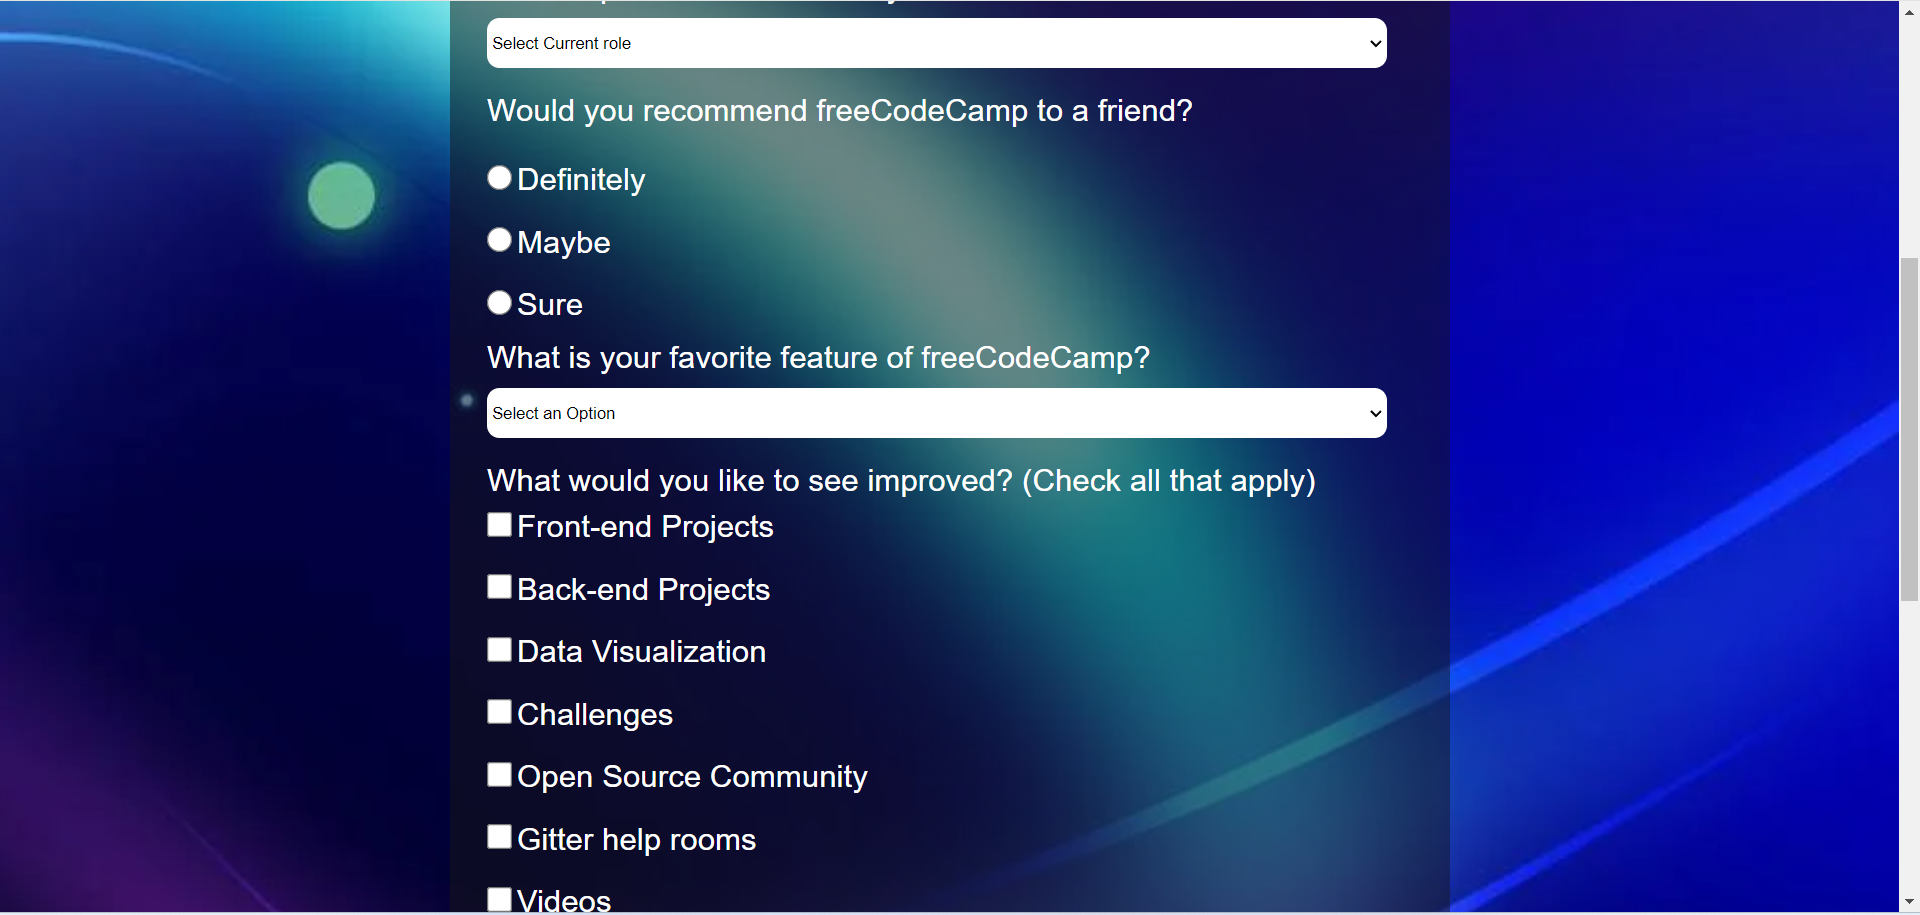 Select Current role
Would you recommend freeCodeCamp to a friend?
Definitely
Maybe
Sure
What is your favorite feature of freeCodeCamp?
Select an Option
What would you like to see improved? (Check all that apply)
Front-end Projects
Back-end Projects
Data Visualization
Challenges
Open Source Community
Gitter help rooms
Videos